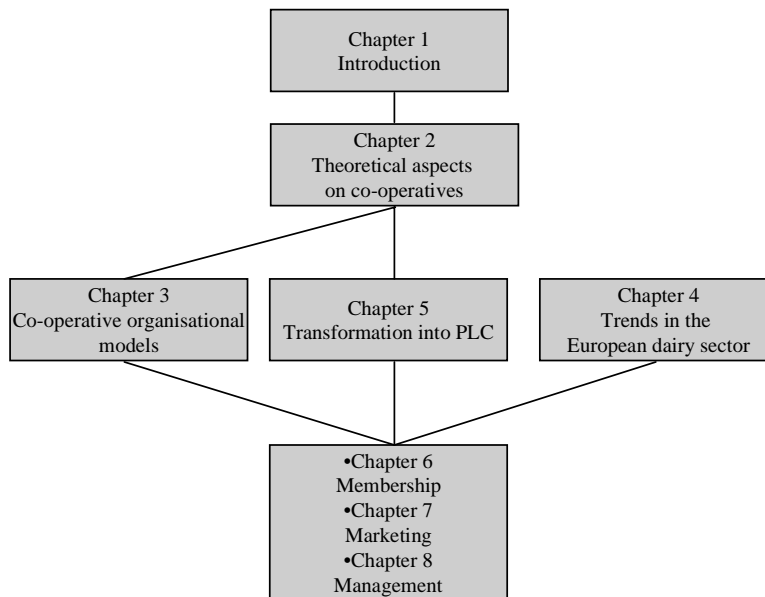 Chapter 1
Introduction
Chapter 2
Theoretical aspects
on co-operatives
Chapter 3
Co-operative organisational
models
Chapter 5
Transformation into PLC
Chapter 4
Trends in the
European dairy sector
•Chapter 6
Membership
•Chapter 7
Marketing
•Chapter 8
Management